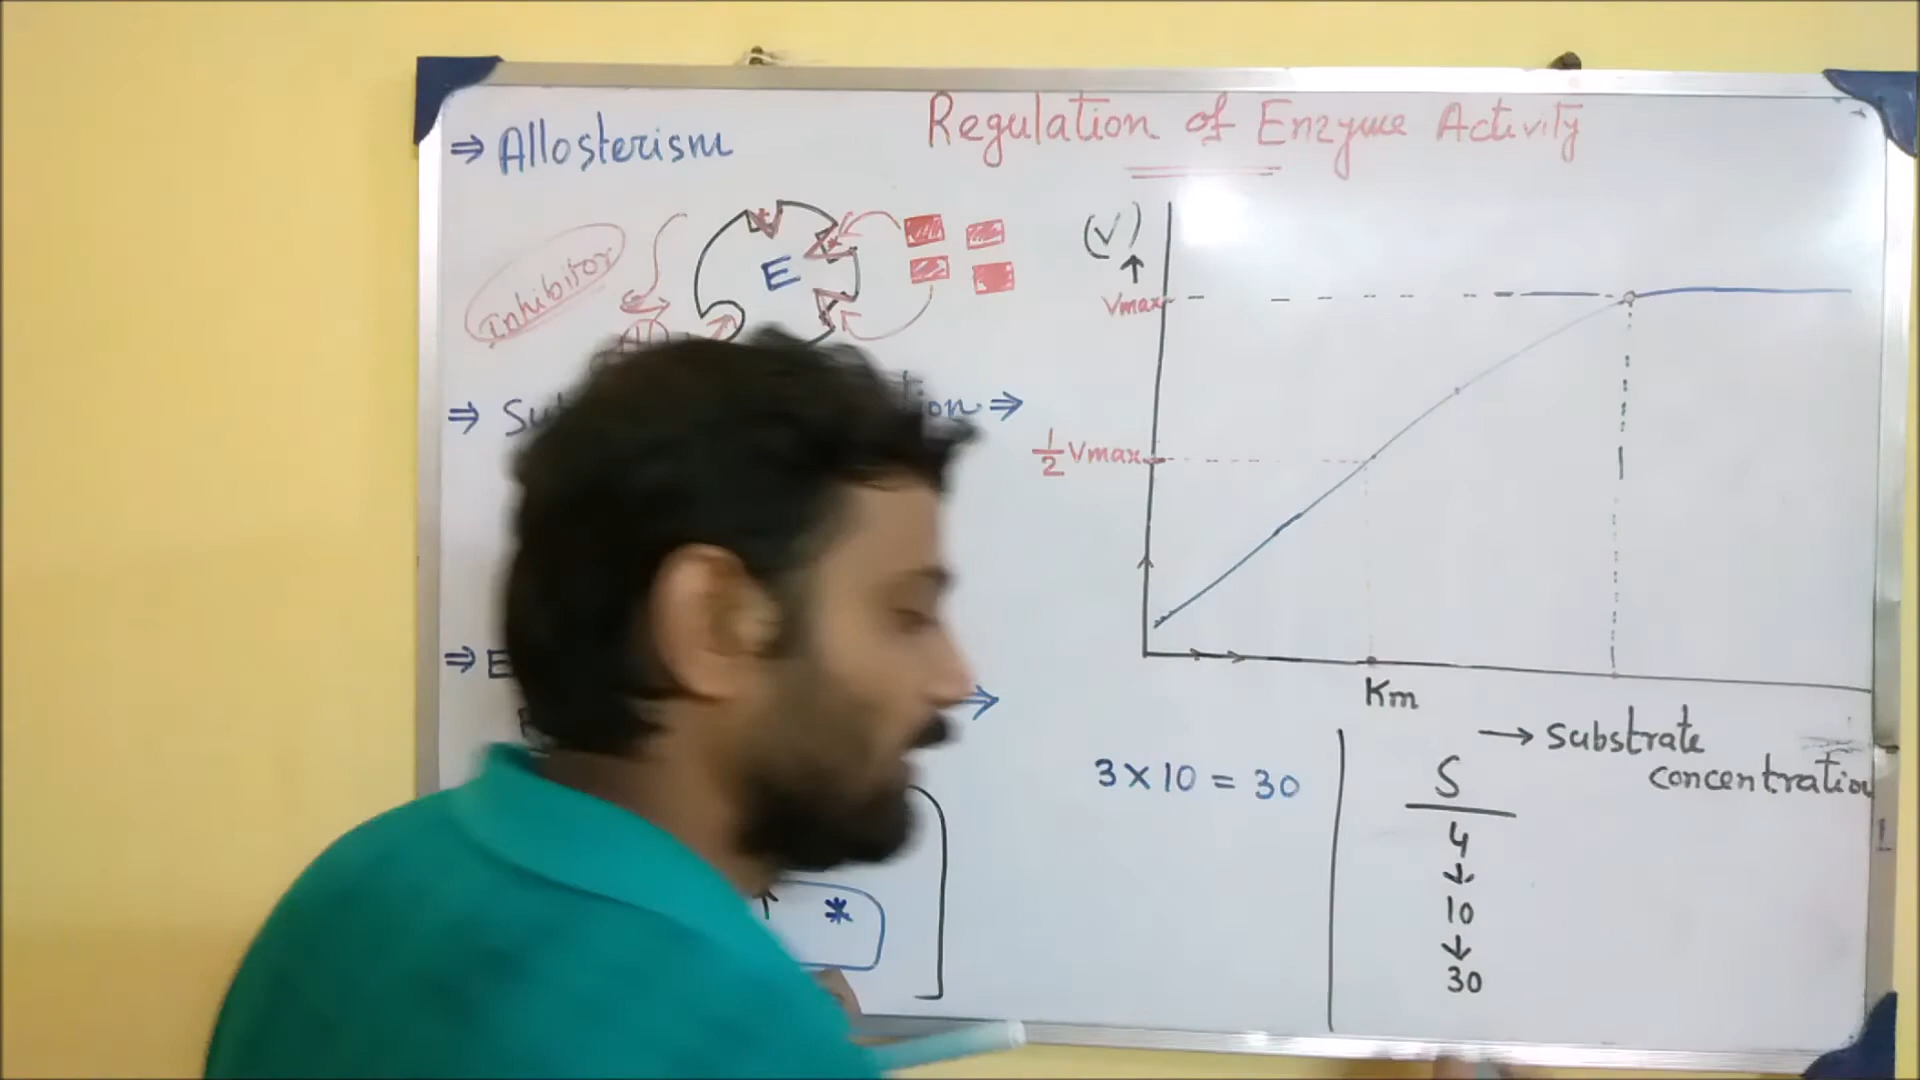 Regulation of Enzyme Activity
⇒ Allosterism
inhibitor
E
(V)
↑
Vmax
1/2 Vmax
Km
→ Substrate
concentration
3 × 10 = 30
S
4
↓
10
↓
30
*